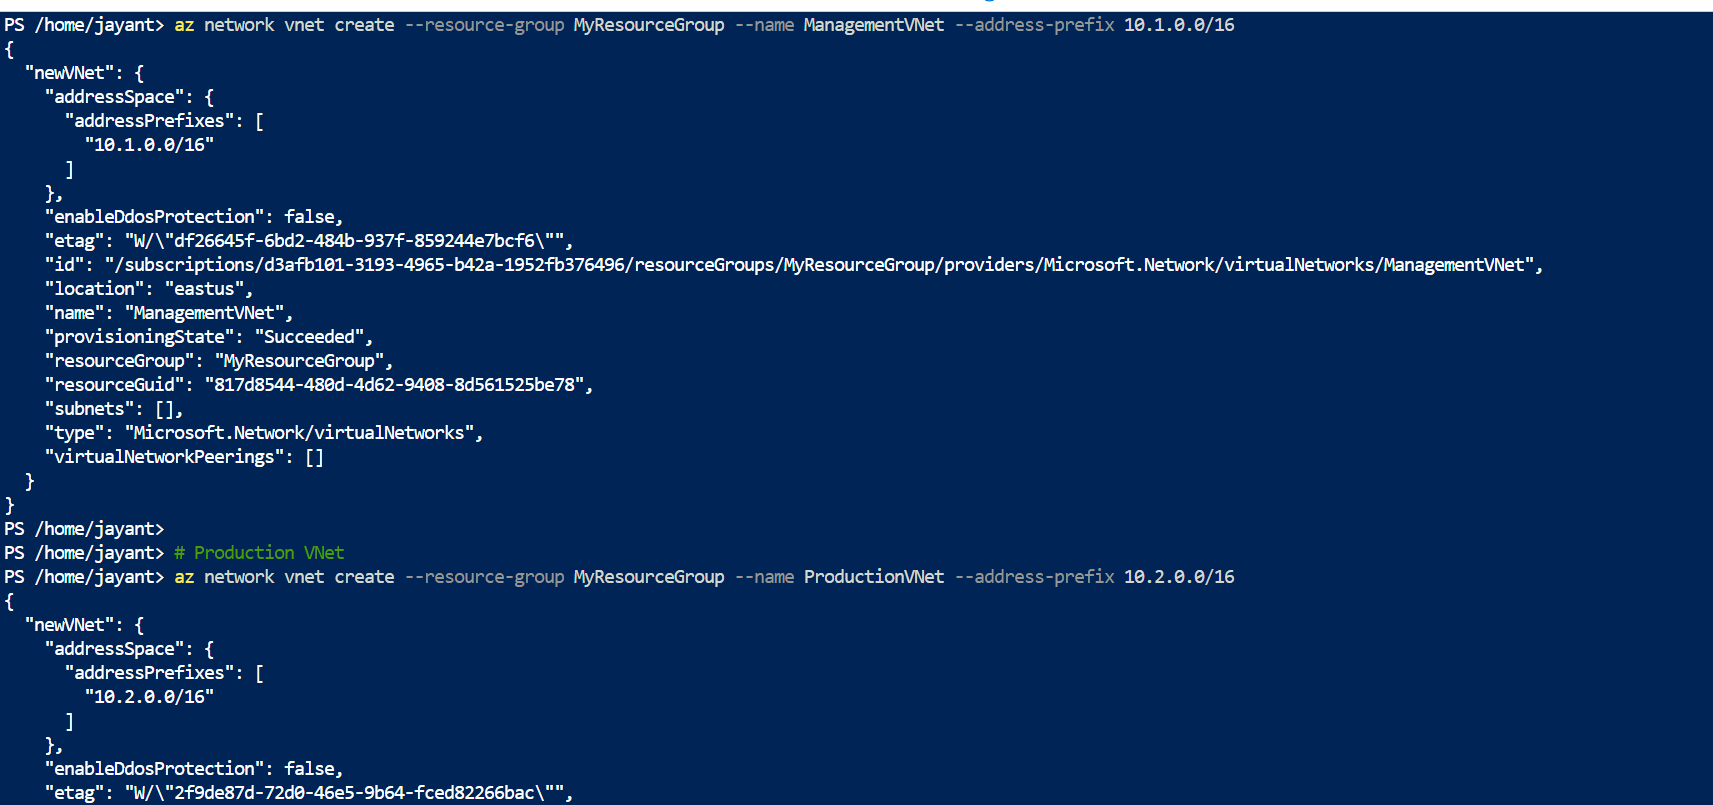 PS /home/jayant> az network vnet create --resource-group MyResourceGroup --name ManagementVNet --address-prefix 10.1.0.0/16
{
  "newVNet": {
    "addressSpace": {
      "addressPrefixes": [
        "10.1.0.0/16"
      ]
    },
    "enableDdosProtection": false,
    "etag": "W/\"df26645f-6bd2-484b-937f-859244e7bcf6\"",
    "id": "/subscriptions/d3afb101-3193-4965-b42a-1952fb376496/resourceGroups/MyResourceGroup/providers/Microsoft.Network/virtualNetworks/ManagementVNet",
    "location": "eastus",
    "name": "ManagementVNet",
    "provisioningState": "Succeeded",
    "resourceGroup": "MyResourceGroup",
    "resourceGuid": "817d8544-480d-4d62-9408-8d561525be78",
    "subnets": [],
    "type": "Microsoft.Network/virtualNetworks",
    "virtualNetworkPeerings": []
  }
}
PS /home/jayant>
PS /home/jayant> # Production VNet
PS /home/jayant> az network vnet create --resource-group MyResourceGroup --name ProductionVNet --address-prefix 10.2.0.0/16
{
  "newVNet": {
    "addressSpace": {
      "addressPrefixes": [
        "10.2.0.0/16"
      ]
    },
    "enableDdosProtection": false,
    "etag": "W/\"2f9de87d-72d0-46e5-9b64-fced82266bac\"",